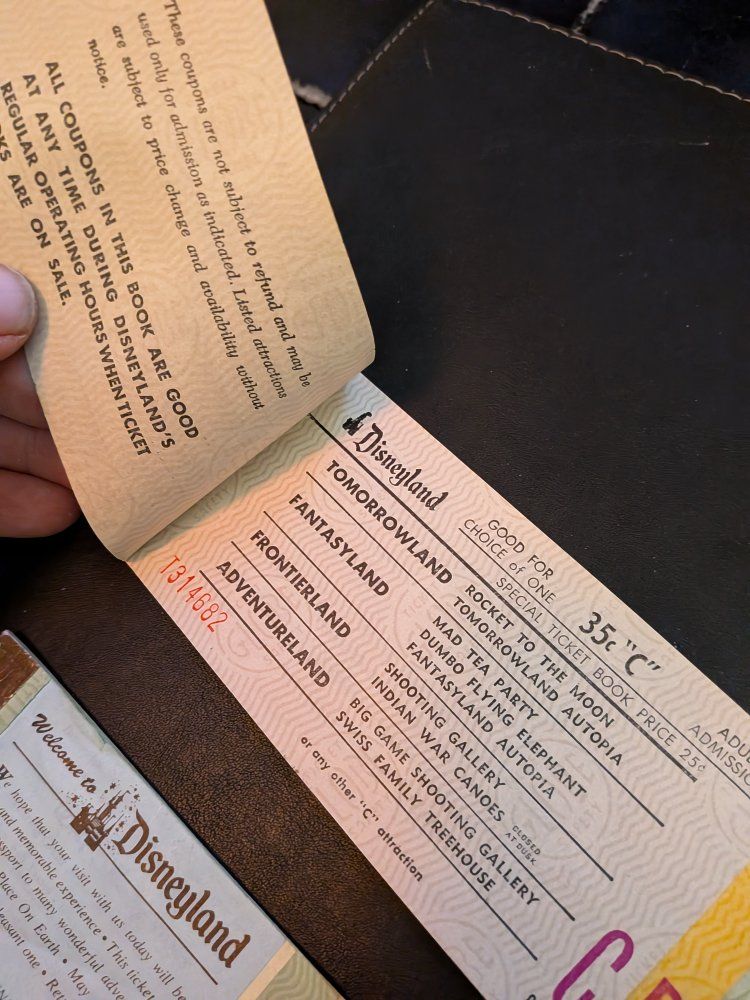 These coupons are not subject to refund and may be
used only for admission as indicated. Listed attractions
are subject to price change and availability without
notice.
ALL COUPONS IN THIS BOOK ARE GOOD
AT ANY TIME DURING DISNEYLAND'S
REGULAR OPERATING HOURS WHEN TICKET
ARE ON SALE.
Disneyland
GOOD FOR
CHOICE of ONE
35¢ "C"
SPECIAL TICKET BOOK PRICE 25¢
TOMORROWLAND
ROCKET TO THE MOON
TOMORROWLAND AUTOPIA
FANTASYLAND
MAD TEA PARTY
DUMBO FLYING ELEPHANT
FANTASYLAND AUTOPIA
FRONTIERLAND
SHOOTING GALLERY
INDIAN WAR CANOES CLOSED AT DUSK
ADVENTURELAND
BIG GAME SHOOTING GALLERY
SWISS FAMILY TREEHOUSE
or any other "C" attraction
T314682
Welcome to
Disneyland
We hope that your visit with us today will be
and memorable experience • This ticket
to many wonderful
Place On Earth • May
one •